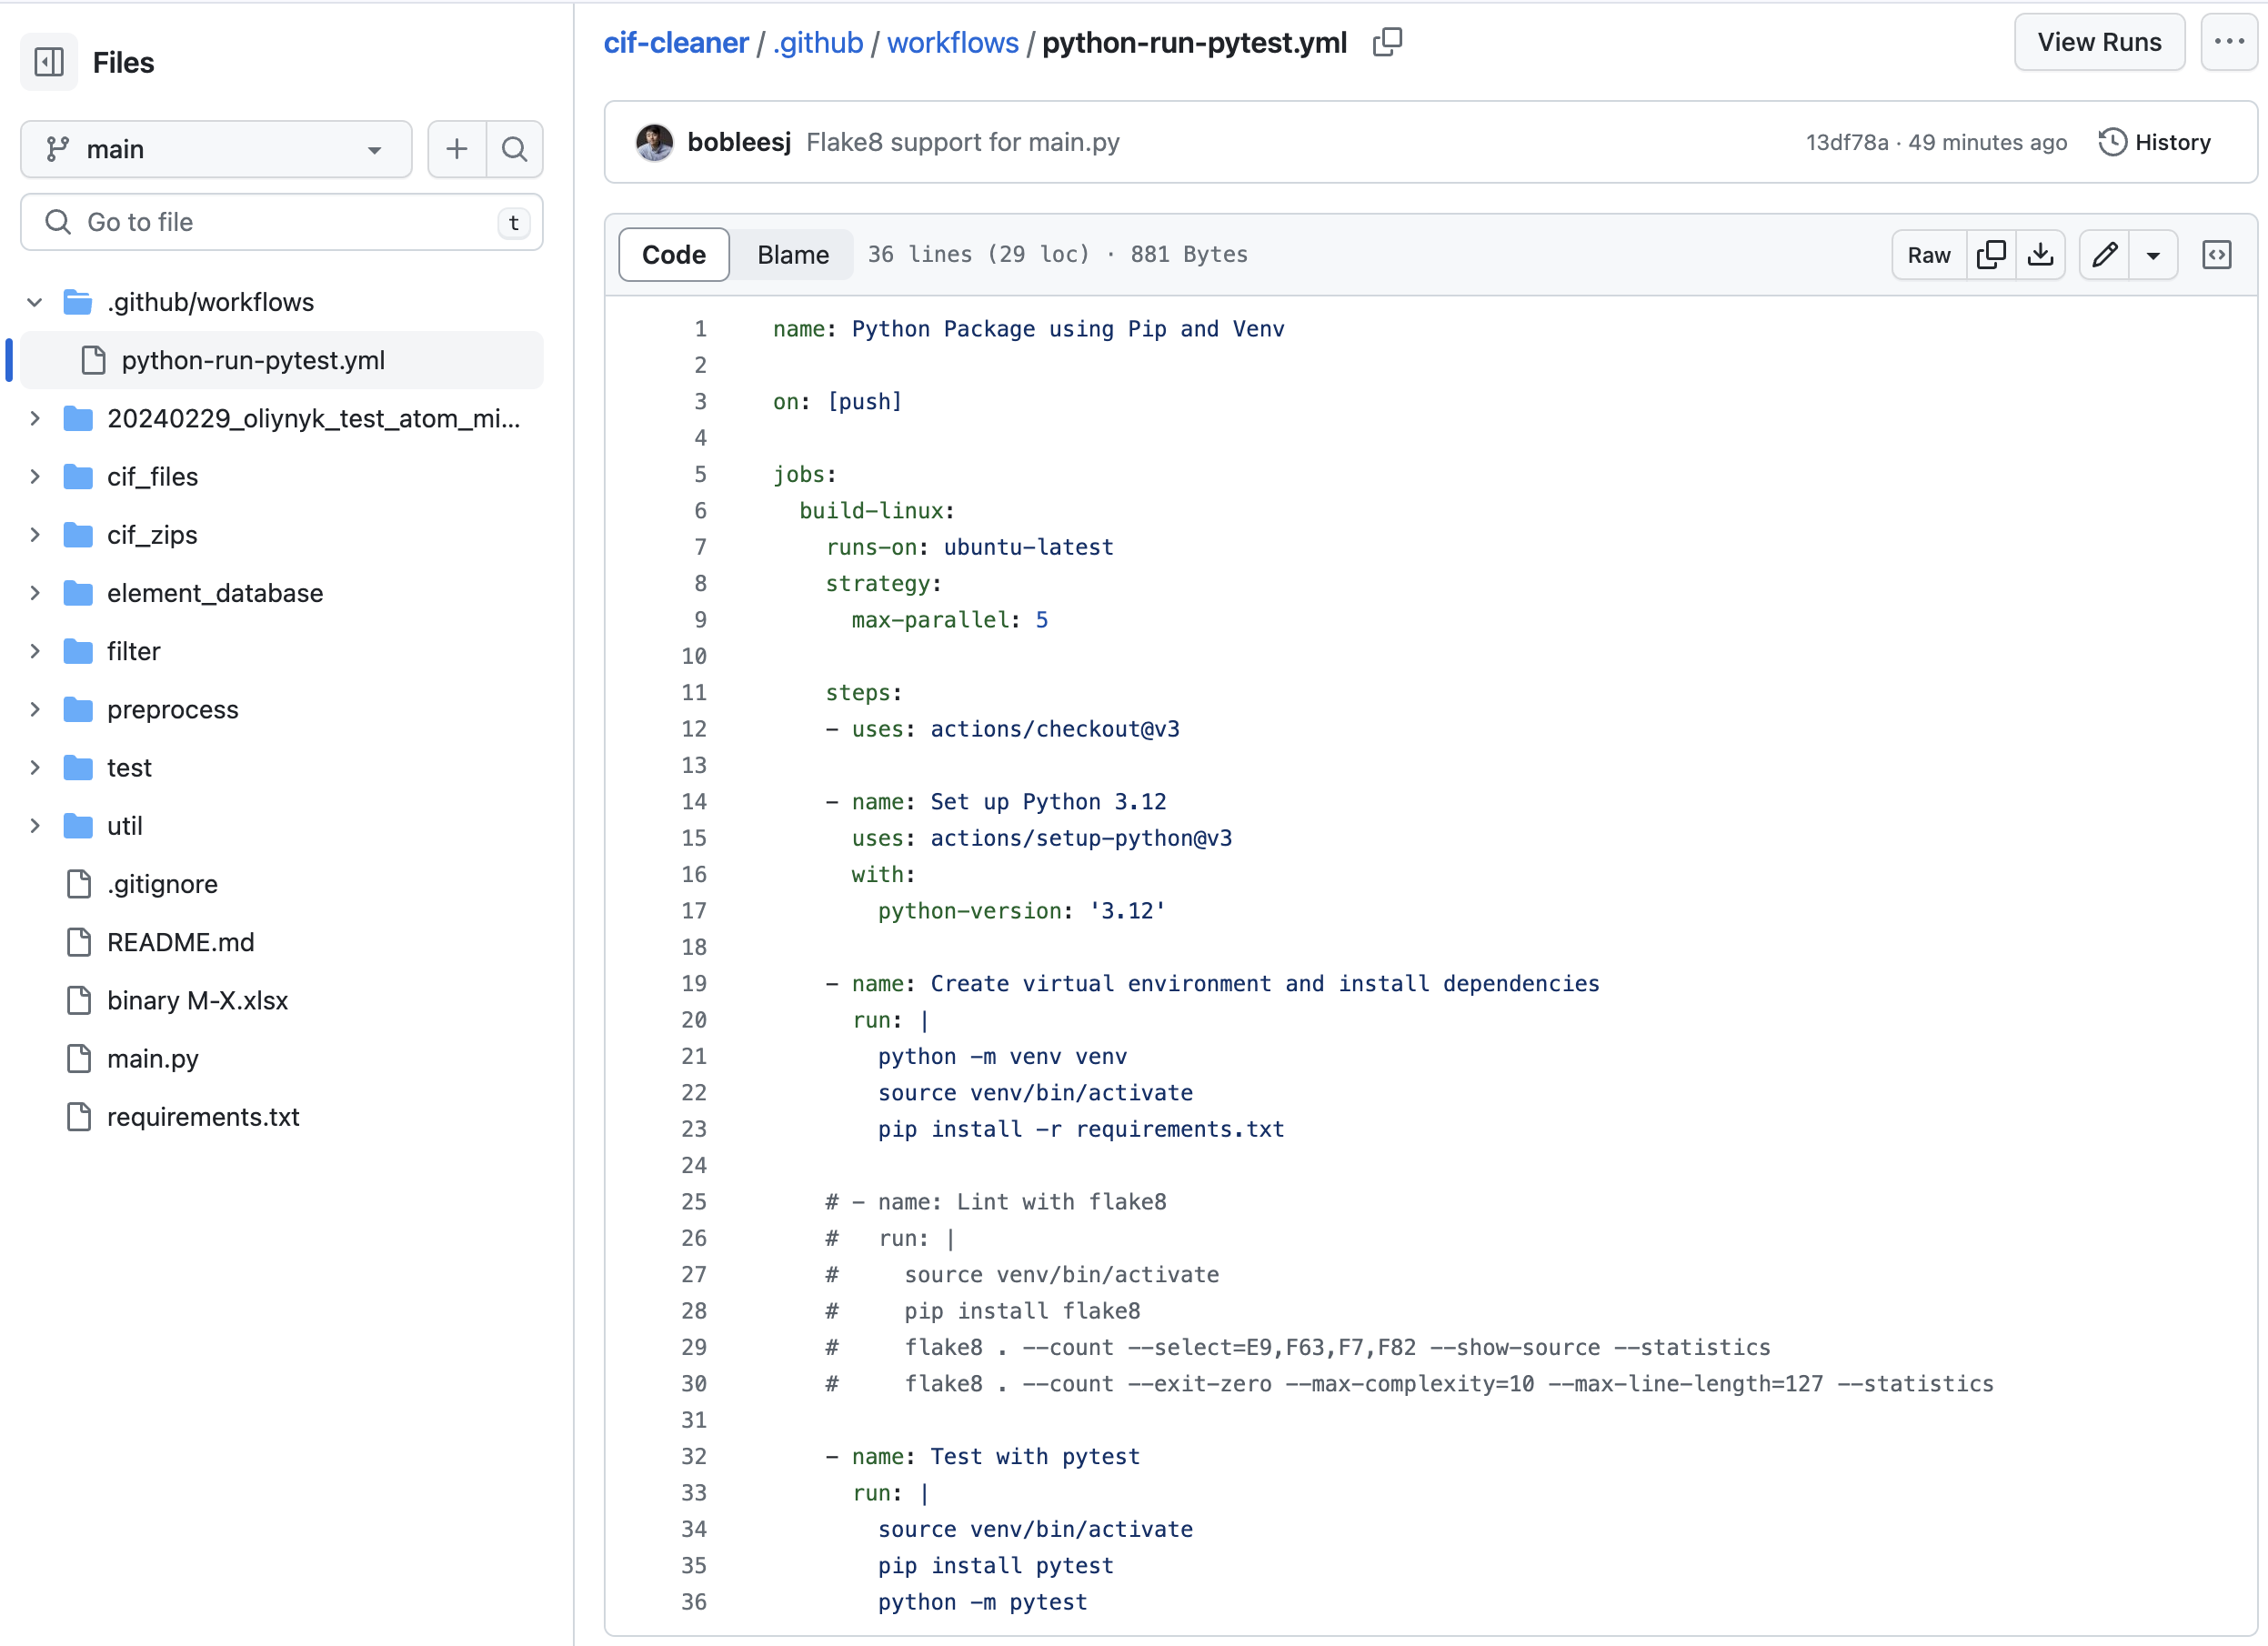 Files
main
Go to file
t
.github/workflows
python-run-pytest.yml
20240229_oliynyk_test_atom_mi...
cif_files
cif_zips
element_database
filter
preprocess
test
util
.gitignore
README.md
binary M-X.xlsx
main.py
requirements.txt
cif-cleaner / .github / workflows / python-run-pytest.yml
View Runs
bobleesj Flake8 support for main.py
13df78a · 49 minutes ago
History
Code Blame 36 lines (29 loc) · 881 Bytes
Raw
1 name: Python Package using Pip and Venv
2
3 on: [push]
4
5 jobs:
6   build-linux:
7     runs-on: ubuntu-latest
8     strategy:
9       max-parallel: 5
10
11     steps:
12     - uses: actions/checkout@v3
13
14     - name: Set up Python 3.12
15       uses: actions/setup-python@v3
16       with:
17         python-version: '3.12'
18
19     - name: Create virtual environment and install dependencies
20       run: |
21         python -m venv venv
22         source venv/bin/activate
23         pip install -r requirements.txt
24
25     # - name: Lint with flake8
26     #   run: |
27     #     source venv/bin/activate
28     #     pip install flake8
29     #     flake8 . --count --select=E9,F63,F7,F82 --show-source --statistics
30     #     flake8 . --count --exit-zero --max-complexity=10 --max-line-length=127 --statistics
31
32     - name: Test with pytest
33       run: |
34         source venv/bin/activate
35         pip install pytest
36         python -m pytest